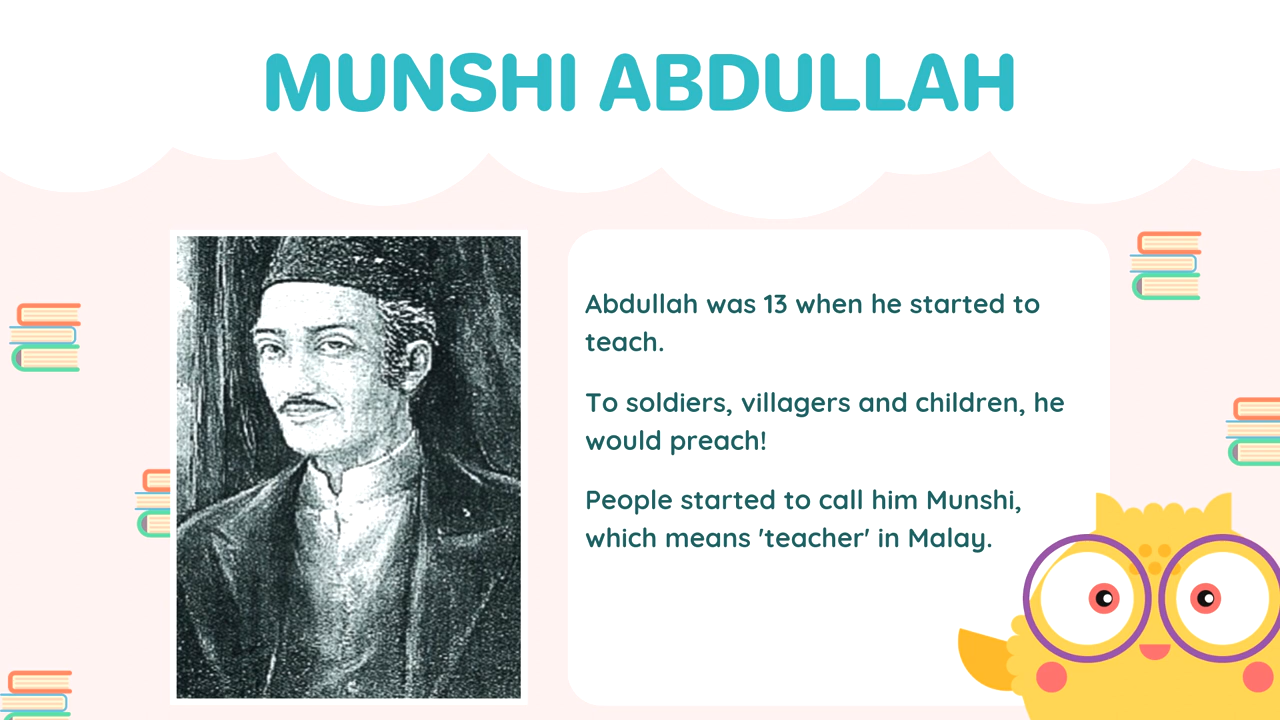 MUNSHI ABDULLAH
Abdullah was 13 when he started to
teach.
To soldiers, villagers and children, he
would preach!
People started to call him Munshi,
which means 'teacher' in Malay.